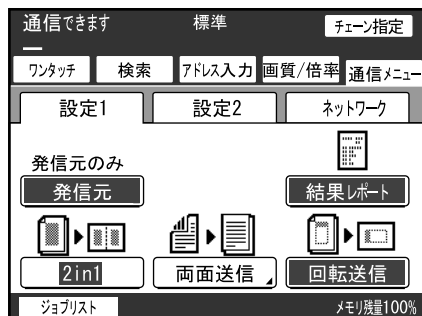 通信できます 標準 チェーン指定
ワンタッチ 検索 アドレス入力 画質/倍率 通信メニュー
設定1 設定2 ネットワーク
発信元のみ
発信元 結果レポート
2in1 両面送信 回転送信
ジョブリスト メモリ残量100%